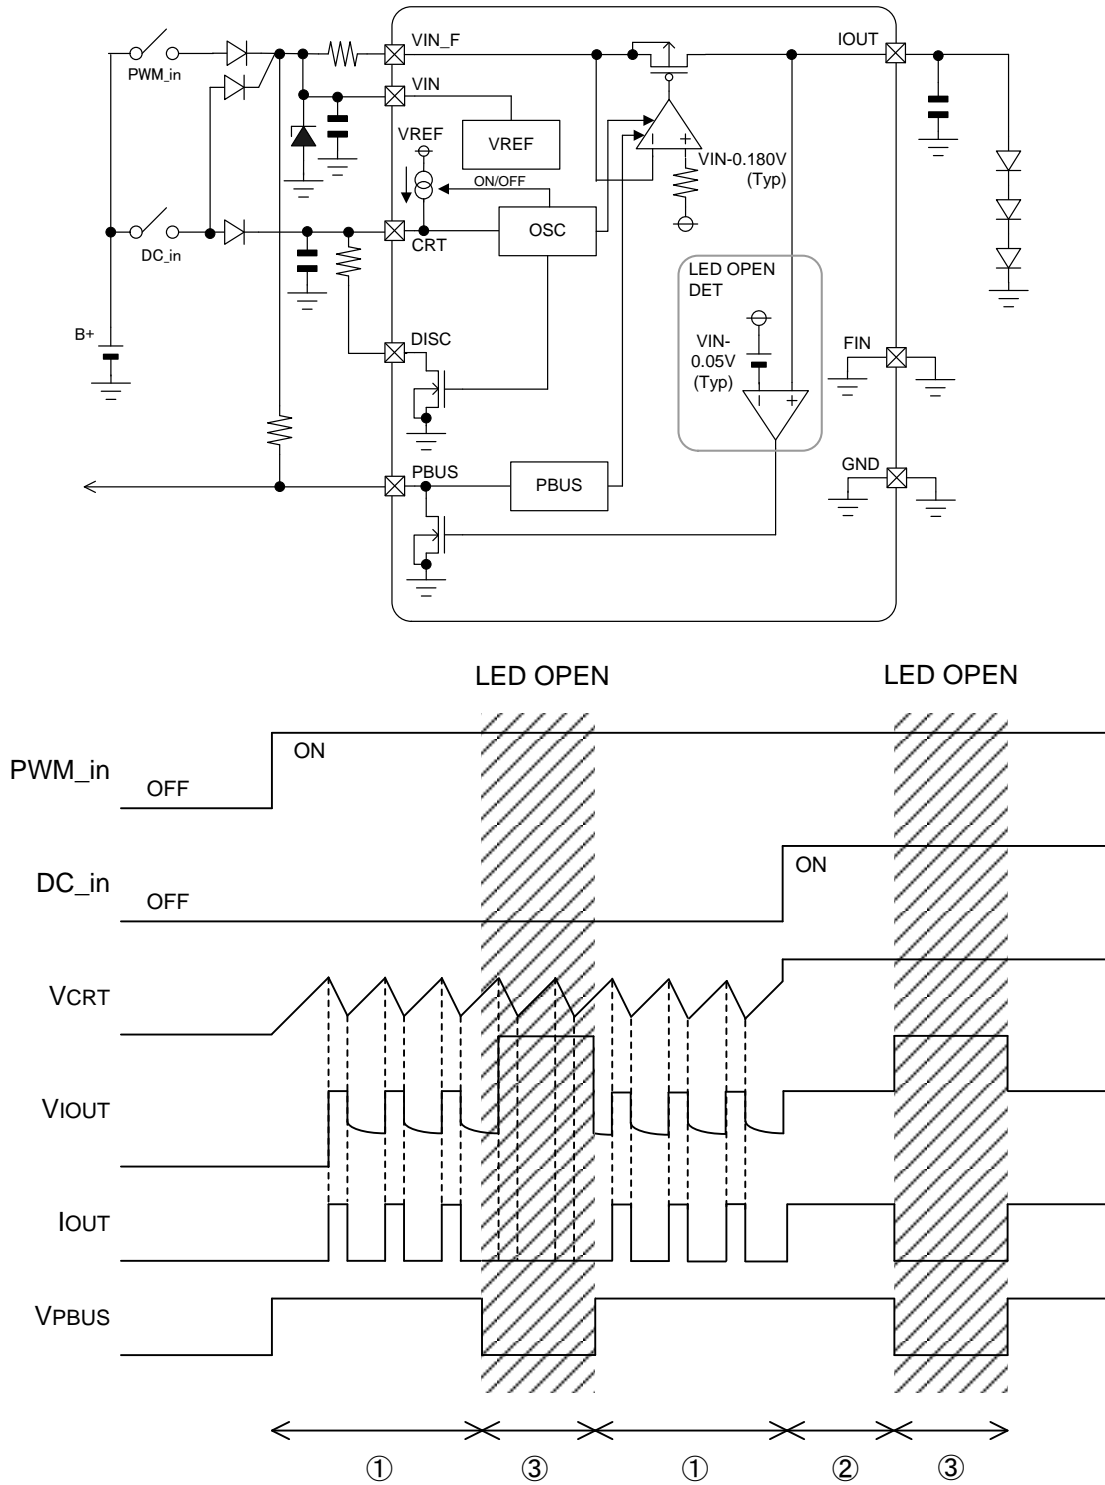 VIN_F
IOUT
PWM_in
VIN
VREF
VREF
VIN-0.180V
(Typ)
ON/OFF
CRT
OSC
DC_in
LED OPEN
DET
DISC
B+
VIN-
0.05V
(Typ)
FIN
PBUS
PBUS
GND
LED OPEN
LED OPEN
PWM_in
OFF
ON
DC_in
OFF
ON
VCRT
VIOUT
IOUT
VPBUS
①
③
①
②
③